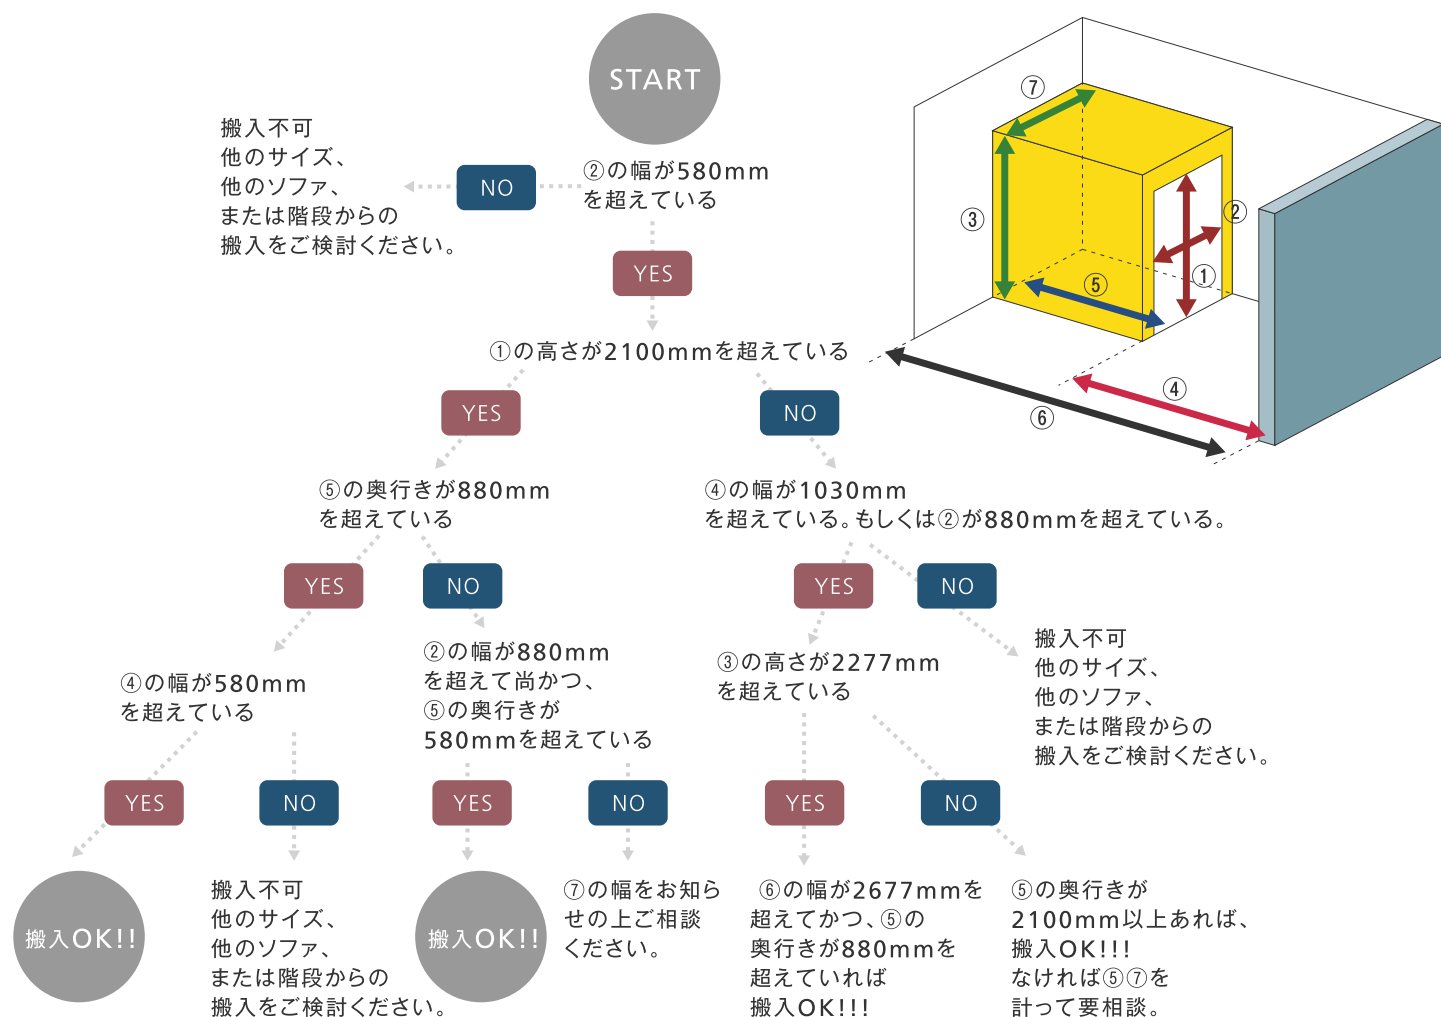 START
搬入不可
他のサイズ、
他のソファ、
または階段からの
搬入をご検討ください。
NO
②の幅が580mm
を超えている
YES
①の高さが2100mmを超えている
⑦
③
②
①
⑤
④
⑥
YES
NO
⑤の奥行きが880mm
を超えている
④の幅が1030mm
を超えている。もしくは②が880mmを超えている。
YES
NO
YES
NO
④の幅が580mm
を超えている
②の幅が880mm
を超えて尚かつ、
⑤の奥行きが
580mmを超えている
③の高さが2277mm
を超えている
搬入不可
他のサイズ、
他のソファ、
または階段からの
搬入をご検討ください。
YES
NO
YES
NO
YES
NO
搬入OK!!
搬入不可
他のサイズ、
他のソファ、
または階段からの
搬入をご検討ください。
搬入OK!!
⑦の幅をお知ら
せの上ご相談
ください。
⑥の幅が2677mmを
超えてかつ、⑤の
奥行きが880mmを
超えていれば
搬入OK!!!
⑤の奥行きが
2100mm以上あれば、
搬入OK!!!
なければ⑤⑦を
計って要相談。